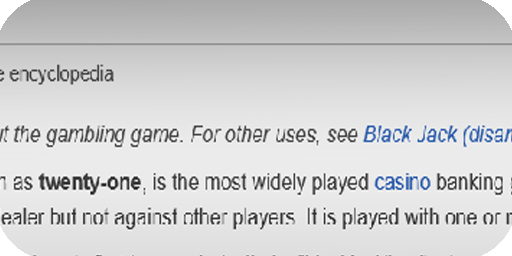 e encyclopedia
ut the gambling game. For other uses, see Black Jack (disan
n as twenty-one, is the most widely played casino banking
ealer but not against other players. It is played with one or